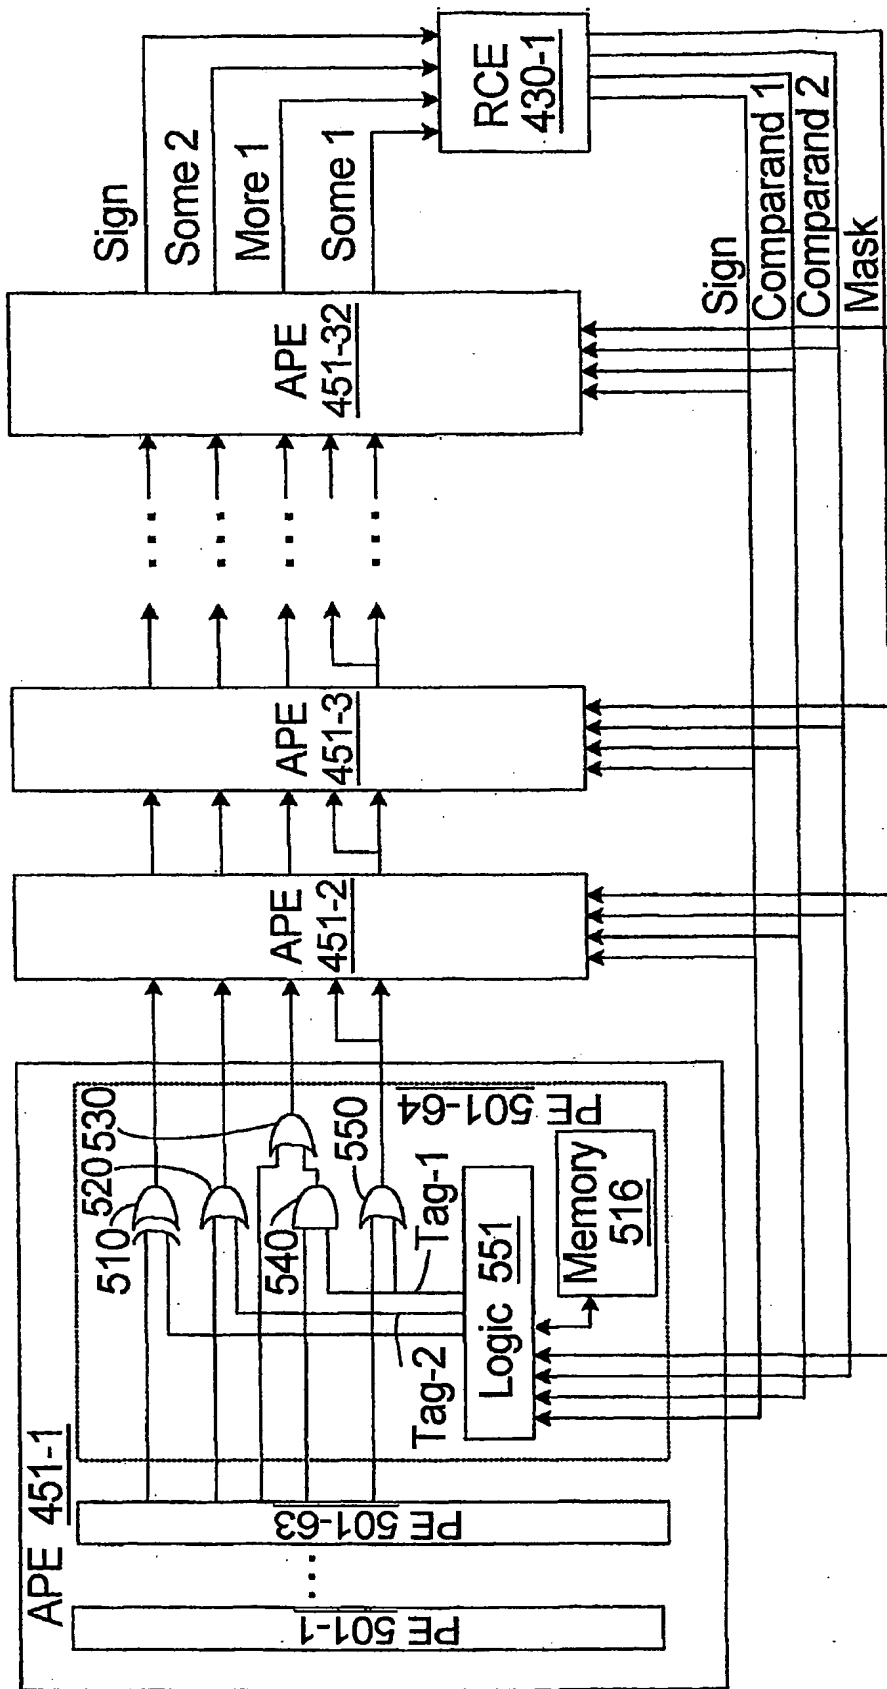 APE 451-1
PE 501-1
...
PE 501-63
PE 501-64
510
520
530
540
550
Tag-1
Tag-2
Logic 551
Memory
516
APE
451-2
APE
451-3
...
...
...
...
APE
451-32
Sign
Some 2
More 1
Some 1
RCE
430-1
Sign
Comparand 1
Comparand 2
Mask